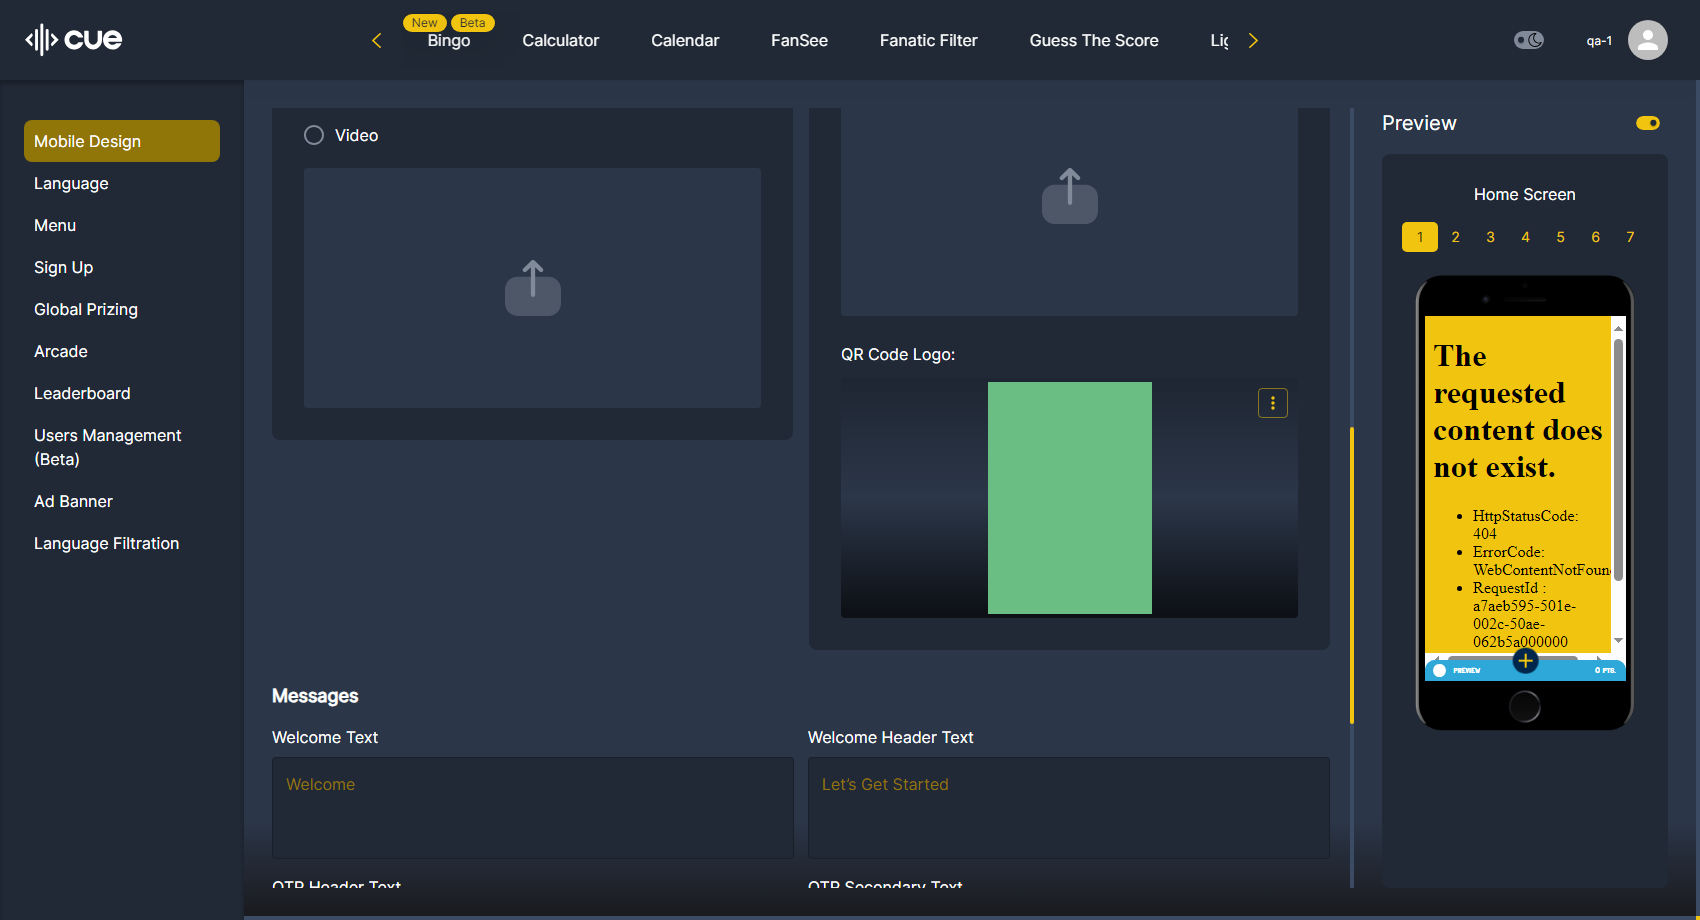 cue
New
Beta
Bingo
Calculator
Calendar
FanSee
Fanatic Filter
Guess The Score
Lig
qa-1
Mobile Design
Language
Menu
Sign Up
Global Prizing
Arcade
Leaderboard
Users Management
(Beta)
Ad Banner
Language Filtration
Video
QR Code Logo:
Messages
Welcome Text
Welcome
Welcome Header Text
Let's Get Started
OTP Header Text
OTP Secondary Text
Preview
Home Screen
1 2 3 4 5 6 7
The
requested
content does
not exist.
HttpStatusCode:
404
ErrorCode:
WebContentNotFoun
RequestId :
a7aeb595-501e-
002c-50ae-
062b5a000000
PREVIEW
0 PTS.